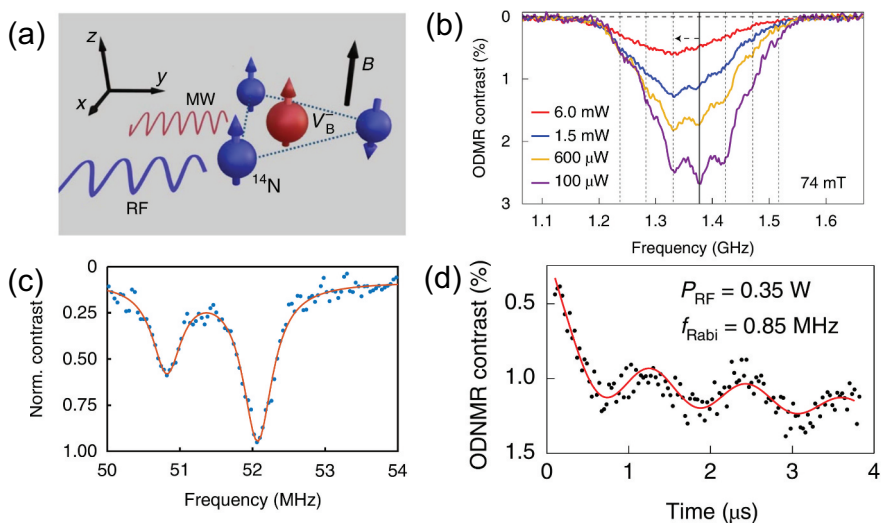 (a)
z
y
x
B
MW
V_B^-
^14N
RF
(b)
ODMR contrast (%)
0
1
2
3
6.0 mW
1.5 mW
600 μW
100 μW
74 mT
1.1 1.2 1.3 1.4 1.5 1.6
Frequency (GHz)
(c)
Norm. contrast
0
0.25
0.50
0.75
1.00
50 51 52 53 54
Frequency (MHz)
(d)
ODNMR contrast (%)
0.5
1.0
1.5
P_RF = 0.35 W
f_Rabi = 0.85 MHz
0 1 2 3 4
Time (μs)